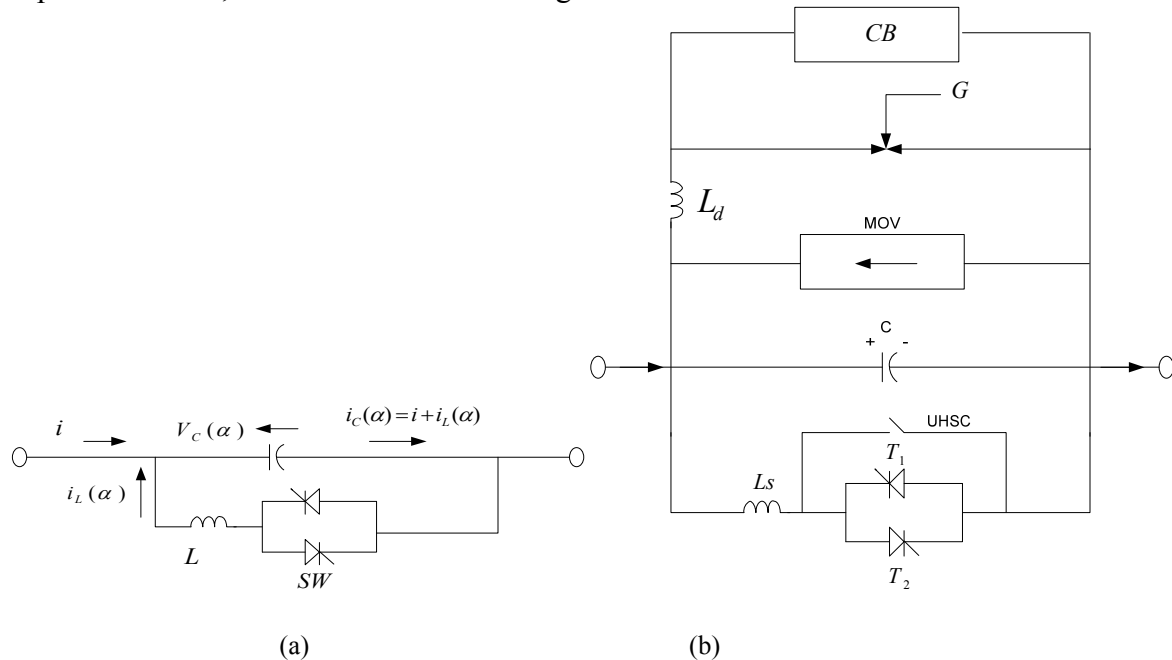 CB
G
L_d
MOV
C
+ -
UHSC
T_1
Ls
T_2
i
V_C(α)
i_C(α)=i+i_L(α)
i_L(α)
L
SW
(a)
(b)